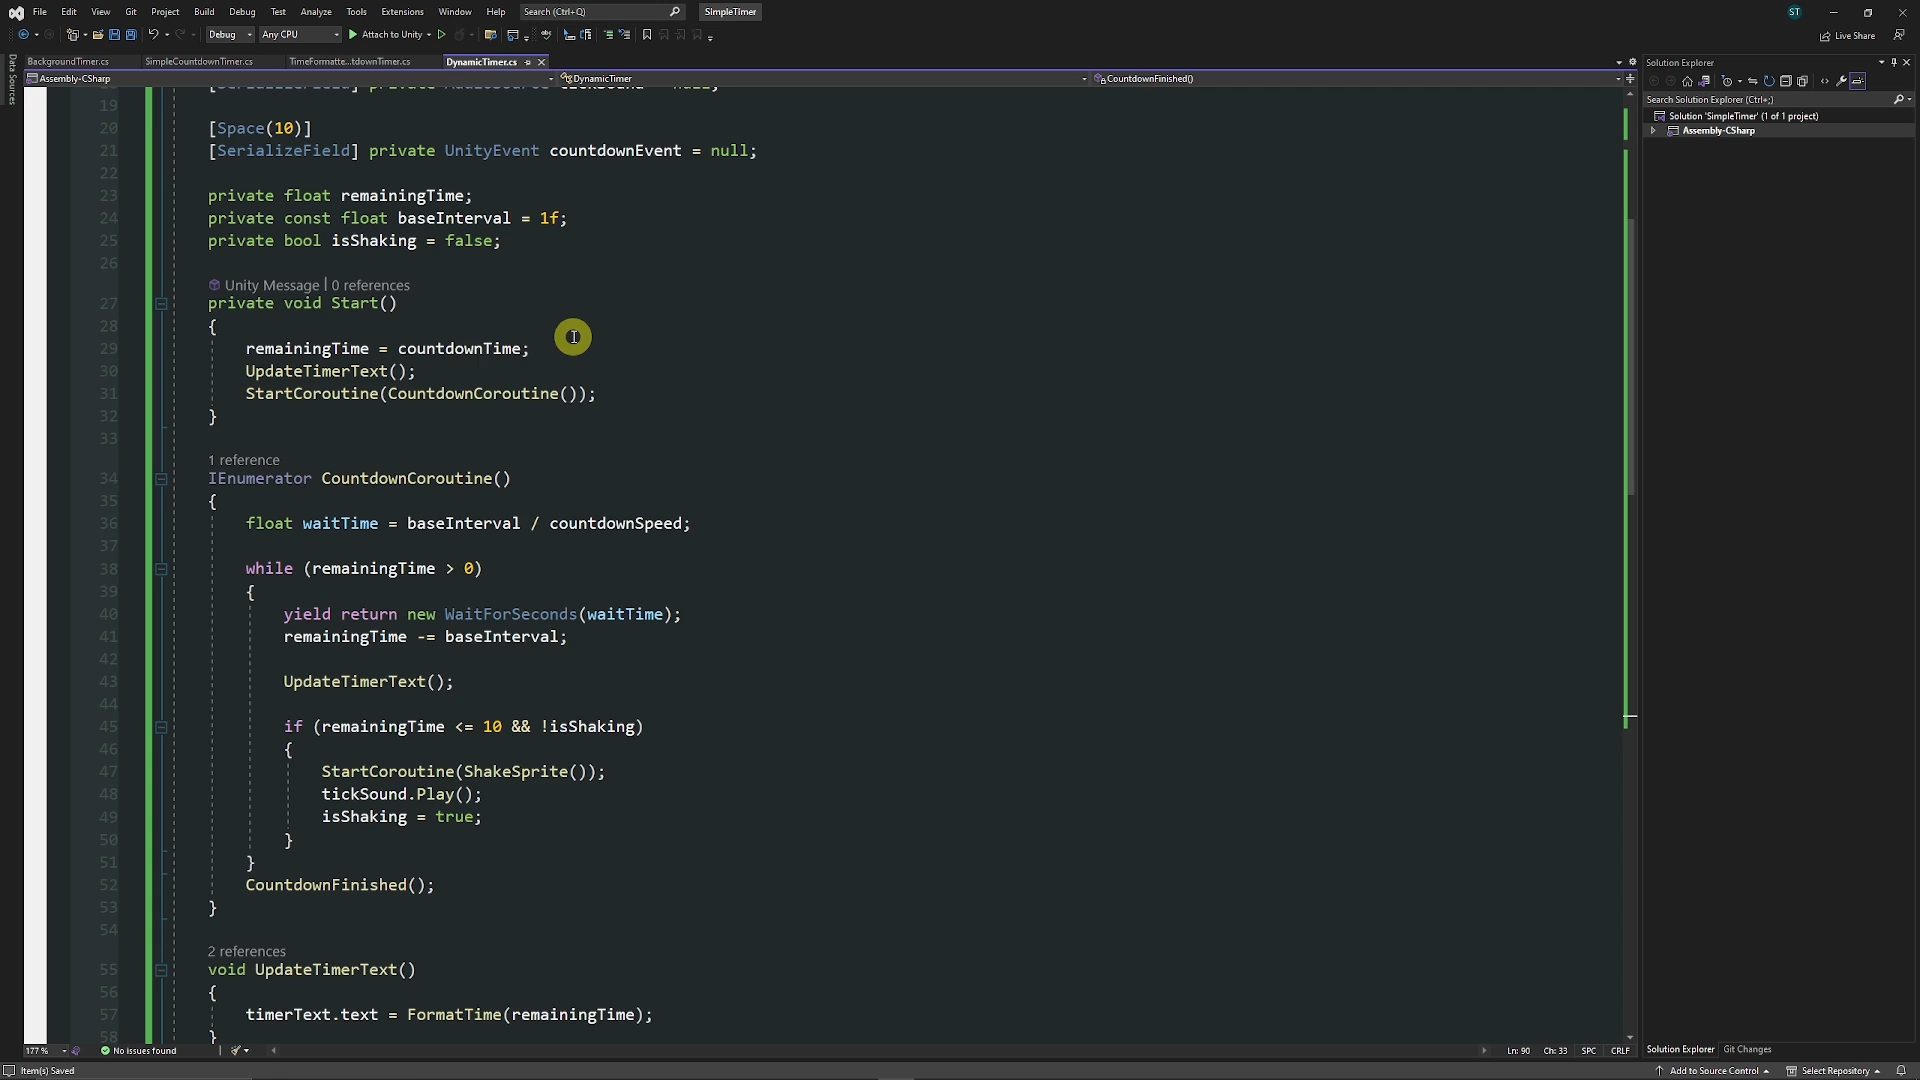 File Edit View Git Project Build Debug Test Analyze Tools Extensions Window Help Search (Ctrl+Q) SimpleTimer ST
Debug Any CPU Attach to Unity Live Share
BackgroundTimer.cs SimpleCountdownTimer.cs TimeFormatte...tdownTimer.cs DynamicTimer.cs
Assembly-CSharp DynamicTimer CountdownFinished()
Data Sources
19
20 [Space(10)]
21 [SerializeField] private UnityEvent countdownEvent = null;
22
23 private float remainingTime;
24 private const float baseInterval = 1f;
25 private bool isShaking = false;
26
Unity Message | 0 references
27 private void Start()
28 {
29 remainingTime = countdownTime;
30 UpdateTimerText();
31 StartCoroutine(CountdownCoroutine());
32 }
33
1 reference
34 IEnumerator CountdownCoroutine()
35 {
36 float waitTime = baseInterval / countdownSpeed;
37
38 while (remainingTime > 0)
39 {
40 yield return new WaitForSeconds(waitTime);
41 remainingTime -= baseInterval;
42
43 UpdateTimerText();
44
45 if (remainingTime <= 10 && !isShaking)
46 {
47 StartCoroutine(ShakeSprite());
48 tickSound.Play();
49 isShaking = true;
50 }
51 }
52 CountdownFinished();
53 }
54
2 references
55 void UpdateTimerText()
56 {
57 timerText.text = FormatTime(remainingTime);
58 }
177 % No issues found Ln: 90 Ch: 33 SPC CRLF
Solution Explorer
Search Solution Explorer (Ctrl+;)
Solution 'SimpleTimer' (1 of 1 project)
Assembly-CSharp
Solution Explorer Git Changes
Item(s) Saved Add to Source Control Select Repository